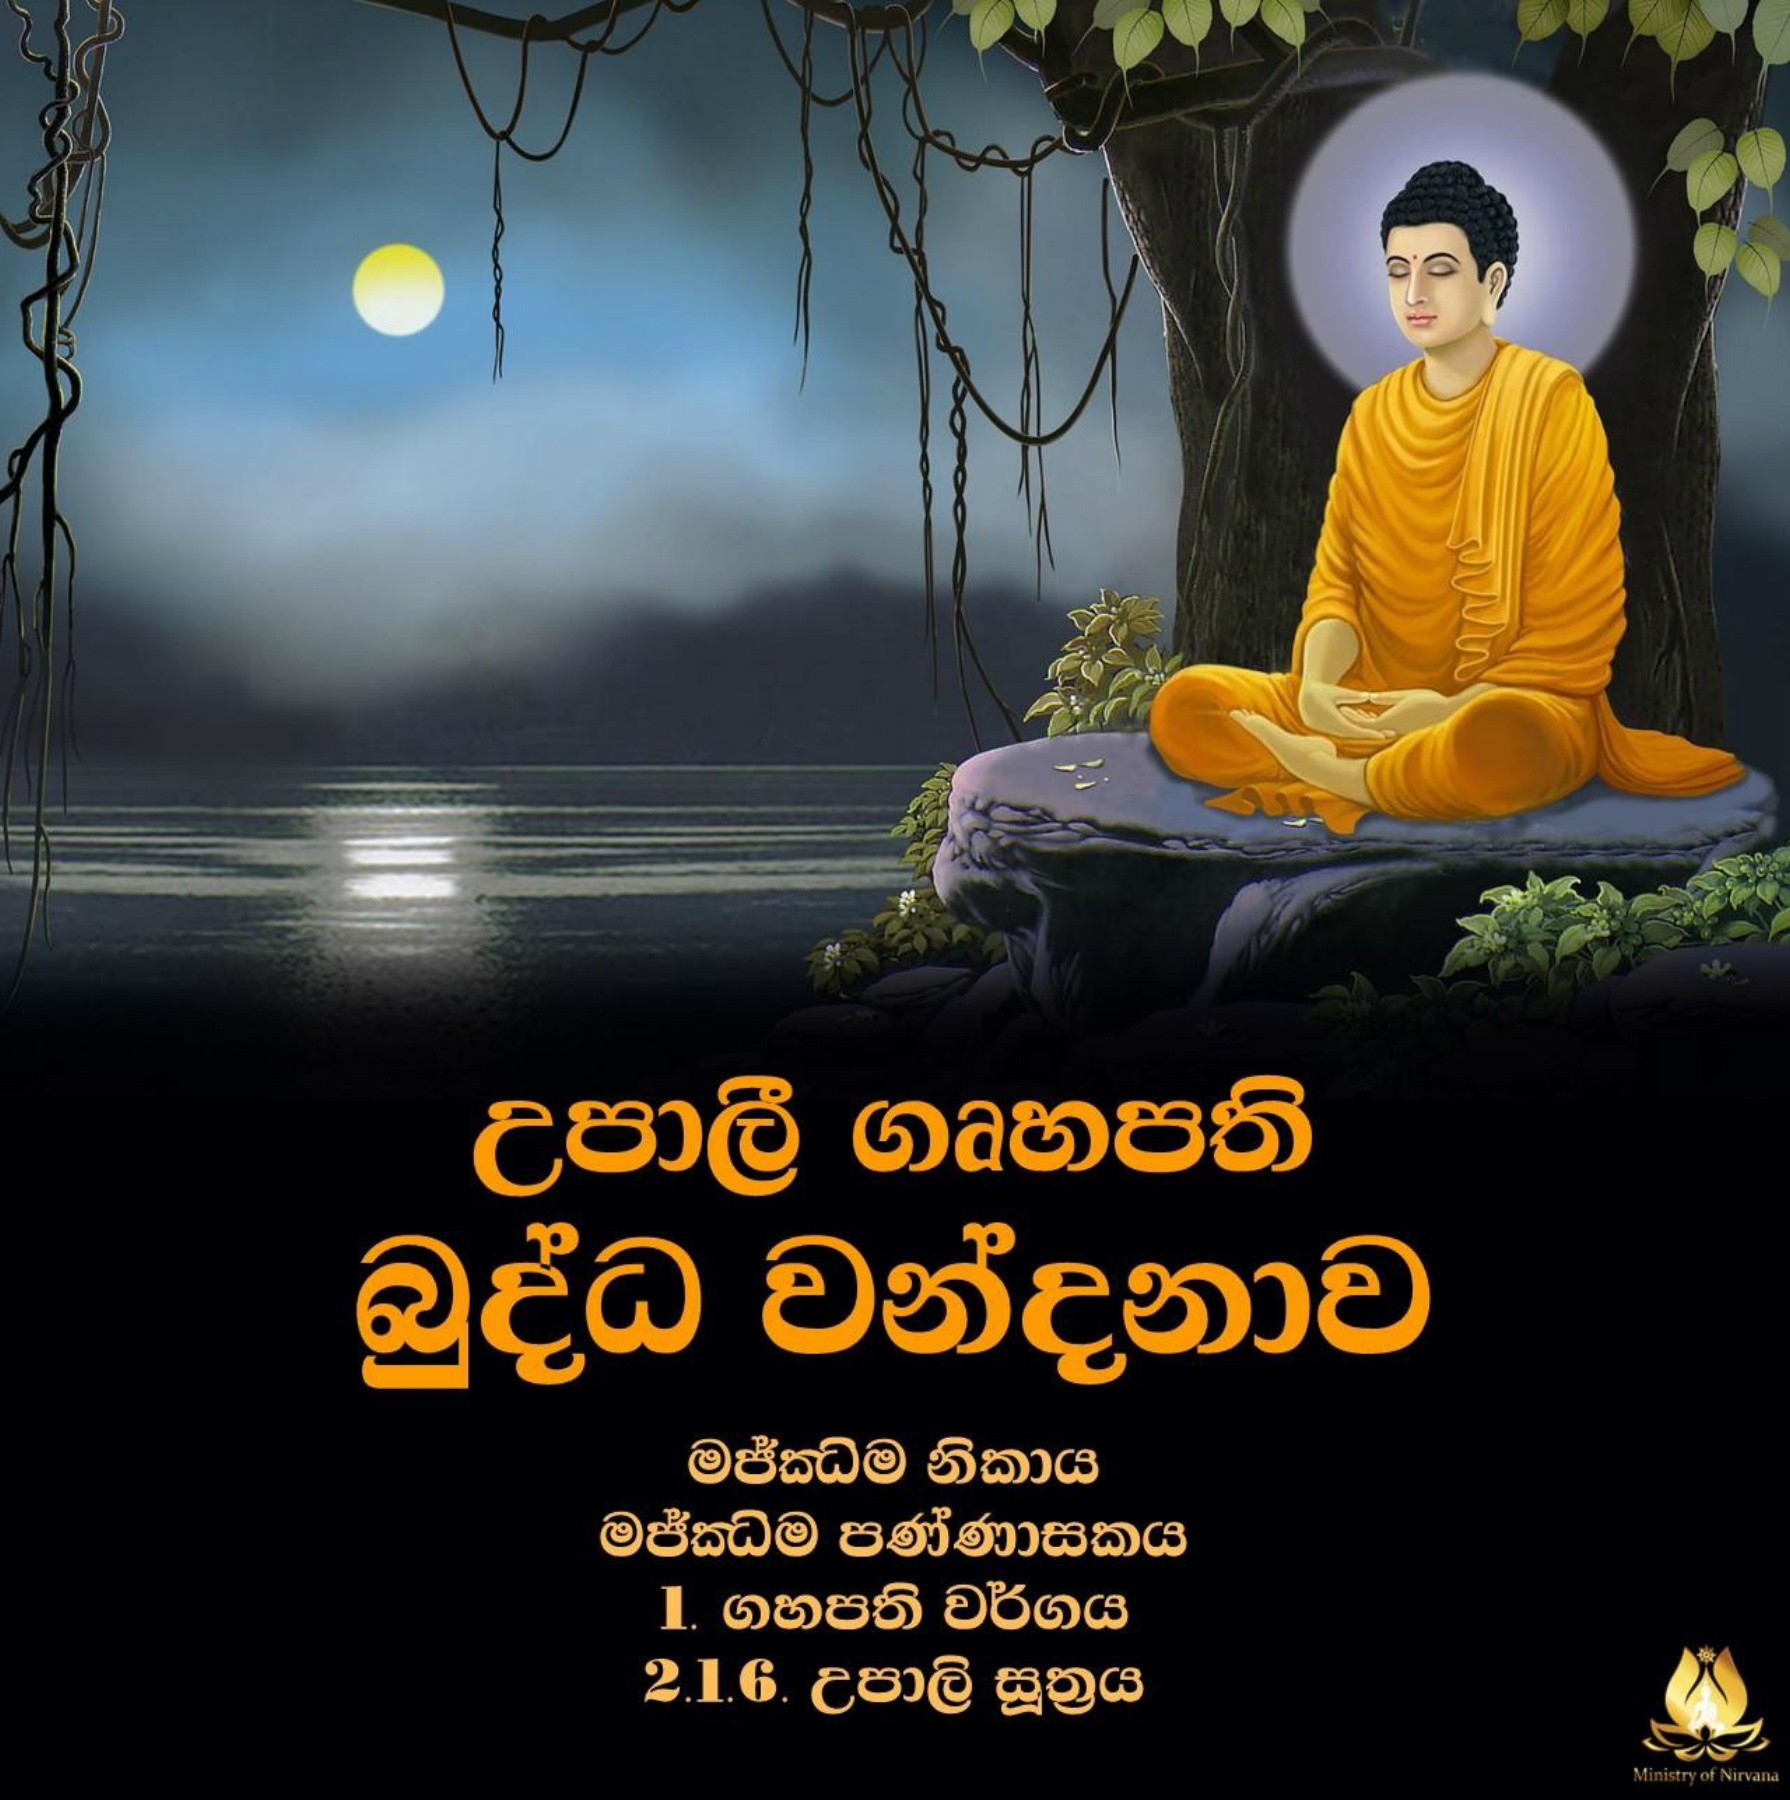 උපාලී ගෘහපති
බුද්ධ වන්දනාව
මජ්ඣිම නිකාය
මජ්ඣිම පණ්ණාසකය
1. ගහපති වර්ගය
2.1.6. උපාලි සූත්‍රය
Ministry of Nirvana